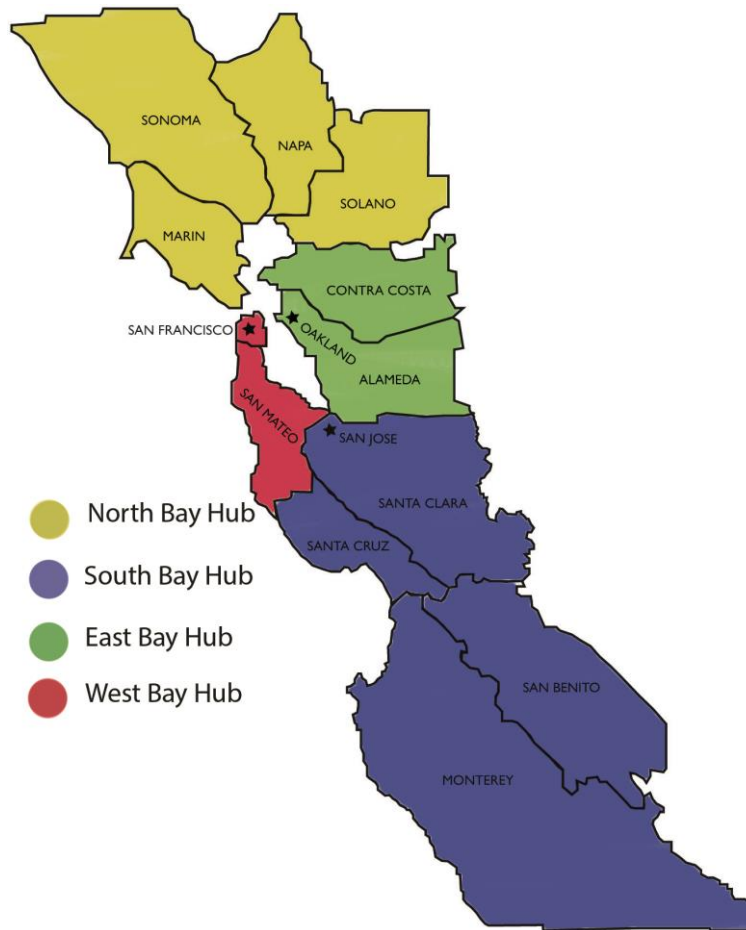 SONOMA
NAPA
SOLANO
MARIN
CONTRA COSTA
SAN FRANCISCO
OAKLAND
ALAMEDA
SAN MATEO
SAN JOSE
SANTA CLARA
SANTA CRUZ
North Bay Hub
South Bay Hub
East Bay Hub
West Bay Hub
SAN BENITO
MONTEREY